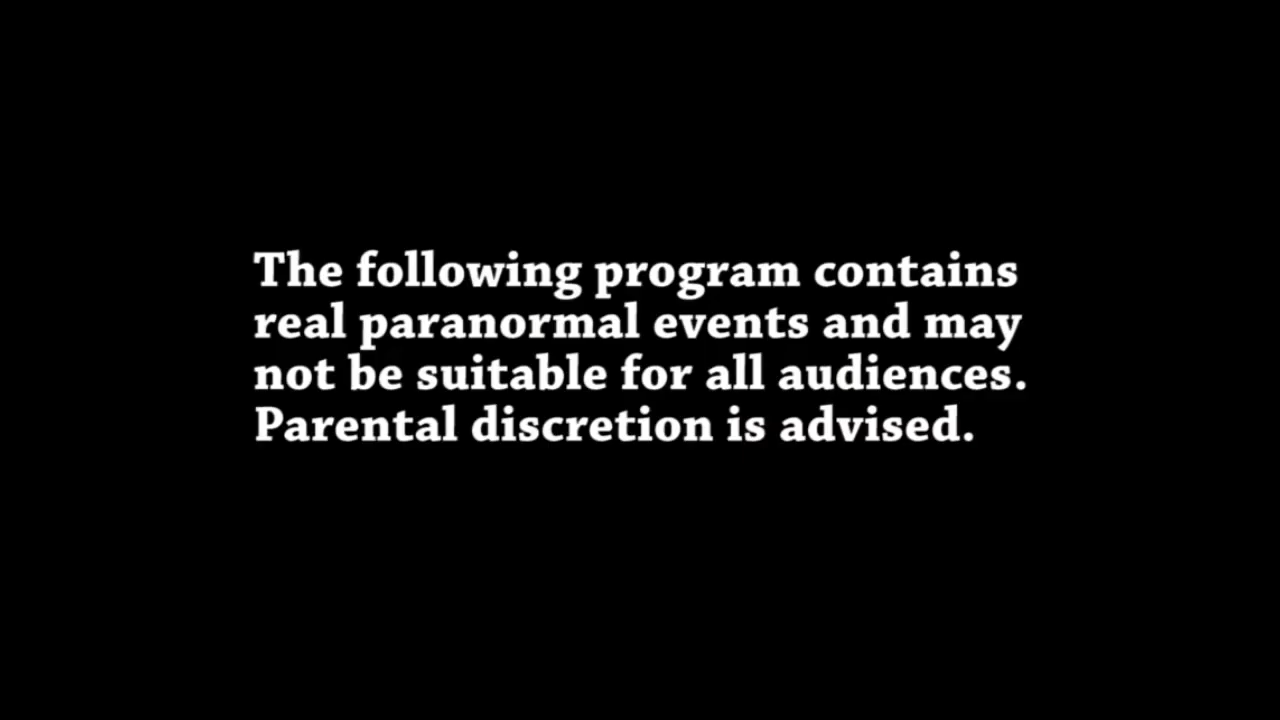 The following program contains
real paranormal events and may
not be suitable for all audiences.
Parental discretion is advised.